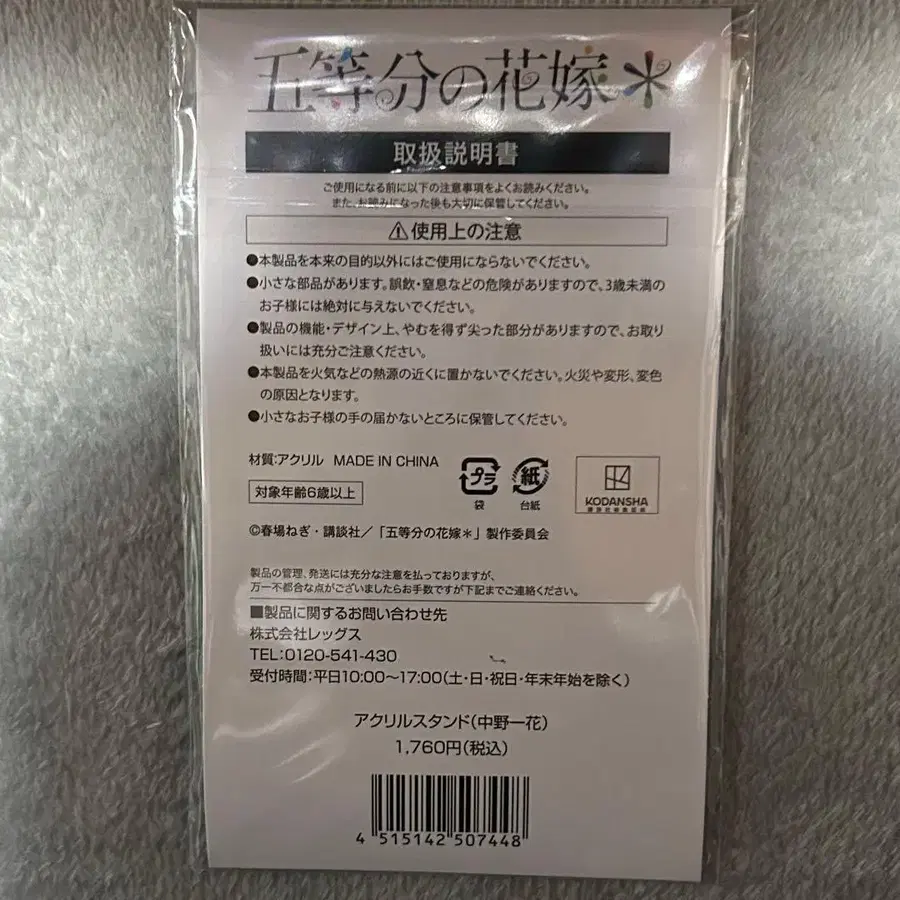 五等分の花嫁＊
取扱説明書
ご使用になる前に以下の注意事項をよくお読みください。
また、お読みになった後も大切に保管してください。
⚠使用上の注意
●本製品を本来の目的以外にはご使用にならないでください。
●小さな部品があります。誤飲・窒息などの危険がありますので、3歳未満の
お子様には絶対に与えないでください。
●製品の機能・デザイン上、やむを得ず尖った部分がありますので、お取り
扱いには充分ご注意ください。
●本製品を火気などの熱源の近くに置かないでください。火災や変形、変色
の原因となります。
●小さなお子様の手の届かないところに保管してください。
材質:アクリル MADE IN CHINA
プラ 紙
袋 台紙
KODANSHA
対象年齢6歳以上
©春場ねぎ・講談社／「五等分の花嫁＊」製作委員会
製品の管理、発送には充分な注意を払っておりますが、
万一不都合な点がございましたらお手数ですが下記までご連絡ください。
■製品に関するお問い合わせ先
株式会社レッグス
TEL:0120-541-430
受付時間:平日10:00～17:00(土・日・祝日・年末年始を除く)
アクリルスタンド(中野一花)
1,760円(税込)
4 515142 507448